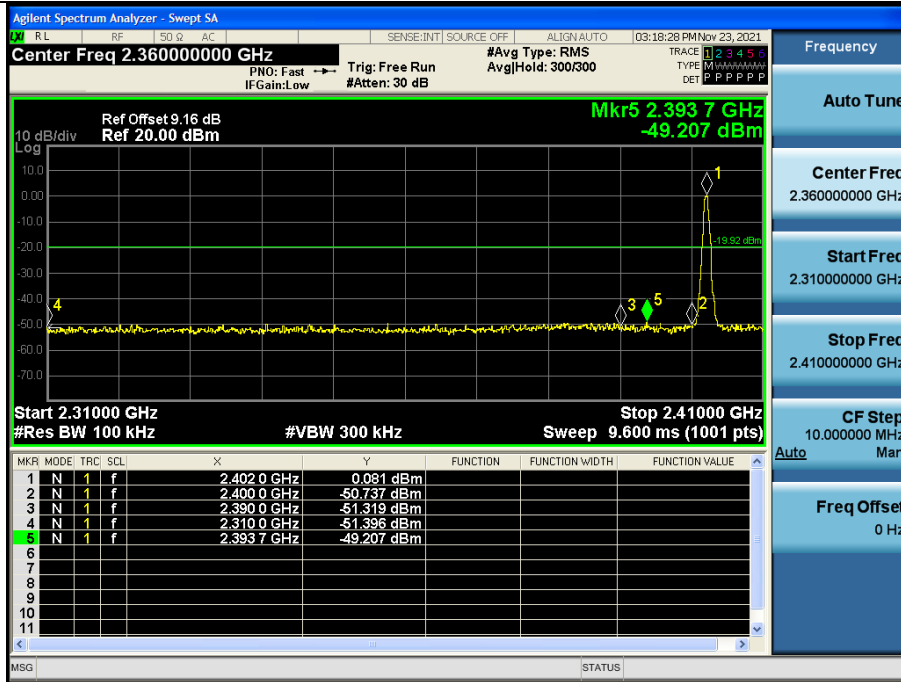 Agilent Spectrum Analyzer - Swept SA
LXI RL RF 50 Ω AC SENSE:INT SOURCE OFF ALIGN AUTO 03:18:28 PM Nov 23, 2021
Center Freq 2.360000000 GHz
PNO: Fast
IFGain:Low
Trig: Free Run
#Atten: 30 dB
#Avg Type: RMS
Avg|Hold: 300/300
TRACE 1 2 3 4 5 6
TYPE M WWWWW
DET P P P P P P
Mkr5 2.393 7 GHz
-49.207 dBm
Ref Offset 9.16 dB
10 dB/div Ref 20.00 dBm
Log
10.0
0.00
-10.0
-20.0
-30.0
-40.0
-50.0
-60.0
-70.0
1
-19.92 dBm
4
3
5
2
Start 2.31000 GHz Stop 2.41000 GHz
#Res BW 100 kHz #VBW 300 kHz Sweep 9.600 ms (1001 pts)
MKR MODE TRC SCL X Y FUNCTION FUNCTION WIDTH FUNCTION VALUE
1 N 1 f 2.402 0 GHz 0.081 dBm
2 N 1 f 2.400 0 GHz -50.737 dBm
3 N 1 f 2.390 0 GHz -51.319 dBm
4 N 1 f 2.310 0 GHz -51.396 dBm
5 N 1 f 2.393 7 GHz -49.207 dBm
6
7
8
9
10
11
MSG STATUS
Frequency
Auto Tune
Center Freq
2.360000000 GHz
Start Freq
2.310000000 GHz
Stop Freq
2.410000000 GHz
CF Step
10.000000 MHz
Auto Man
Freq Offset
0 Hz